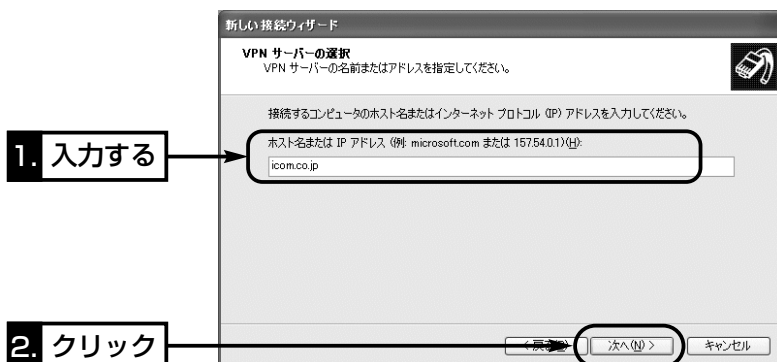 新しい接続ウィザード
VPN サーバーの選択
VPN サーバーの名前またはアドレスを指定してください。
接続するコンピュータのホスト名またはインターネット プロトコル (IP) アドレスを入力してください。
1. 入力する
ホスト名または IP アドレス (例: microsoft.com または 157.54.0.1)(H):
icom.co.jp
2. クリック
< 戻る(B)
次へ(N) >
キャンセル